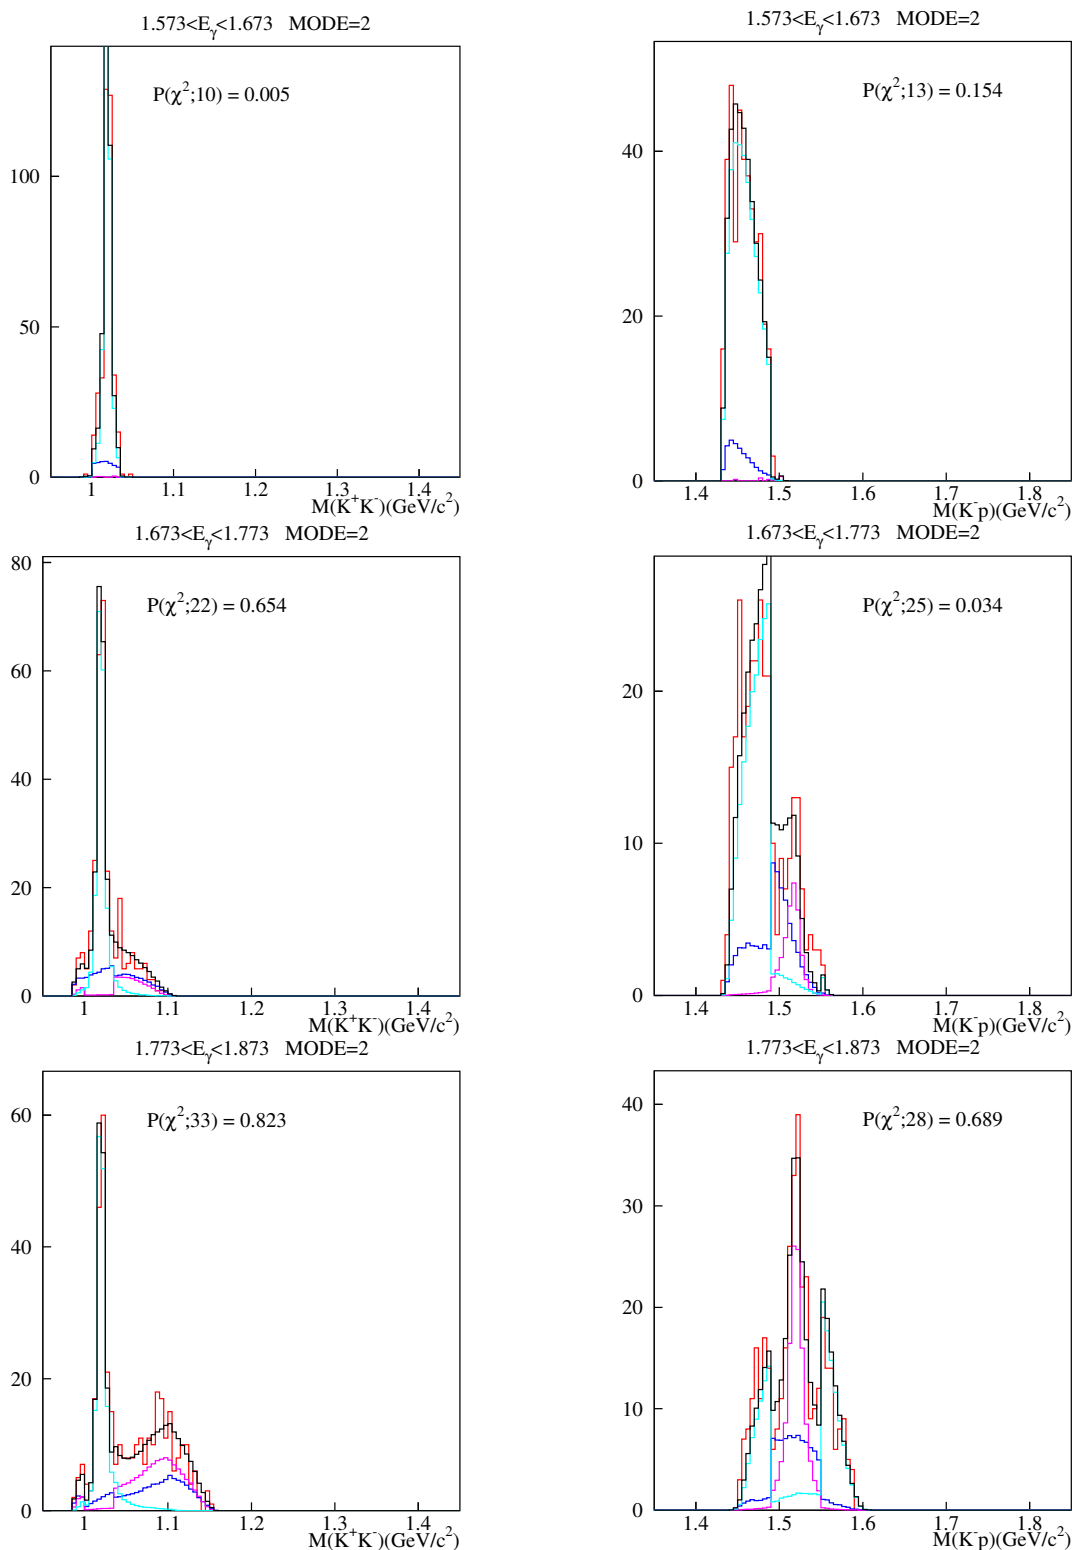 1.573<Eγ<1.673 MODE=2
P(χ²;10) = 0.005
100
50
0
1 1.1 1.2 1.3 1.4
M(K⁺K⁻)(GeV/c²)
1.573<Eγ<1.673 MODE=2
P(χ²;13) = 0.154
40
20
0
1.4 1.5 1.6 1.7 1.8
M(K⁻p)(GeV/c²)
1.673<Eγ<1.773 MODE=2
P(χ²;22) = 0.654
80
60
40
20
0
1 1.1 1.2 1.3 1.4
M(K⁺K⁻)(GeV/c²)
1.673<Eγ<1.773 MODE=2
P(χ²;25) = 0.034
20
10
0
1.4 1.5 1.6 1.7 1.8
M(K⁻p)(GeV/c²)
1.773<Eγ<1.873 MODE=2
P(χ²;33) = 0.823
60
40
20
0
1 1.1 1.2 1.3 1.4
M(K⁺K⁻)(GeV/c²)
1.773<Eγ<1.873 MODE=2
P(χ²;28) = 0.689
40
30
20
10
0
1.4 1.5 1.6 1.7 1.8
M(K⁻p)(GeV/c²)